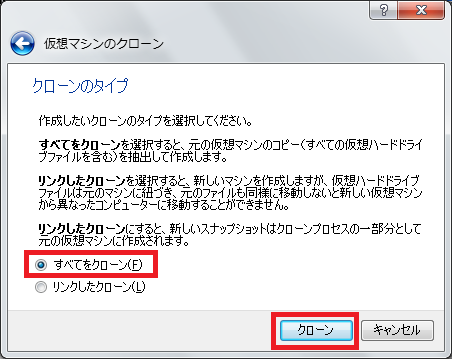 仮想マシンのクローン
クローンのタイプ
作成したいクローンのタイプを選択してください。
すべてをクローンを選択すると、元の仮想マシンのコピー(すべての仮想ハードドライ
ブファイルを含む)を抽出して作成します。
リンクしたクローンを選択すると、新しいマシンを作成しますが、仮想ハードドライブ
ファイルは元のマシンに紐づき、元のファイルも同様に移動しないと新しい仮想マシン
から異なったコンピューターに移動することができません。
リンクしたクローンにすると、新しいスナップショットはクローンプロセスの一部分として
元の仮想マシンに作成されます。
すべてをクローン(F)
リンクしたクローン(L)
クローン
キャンセル